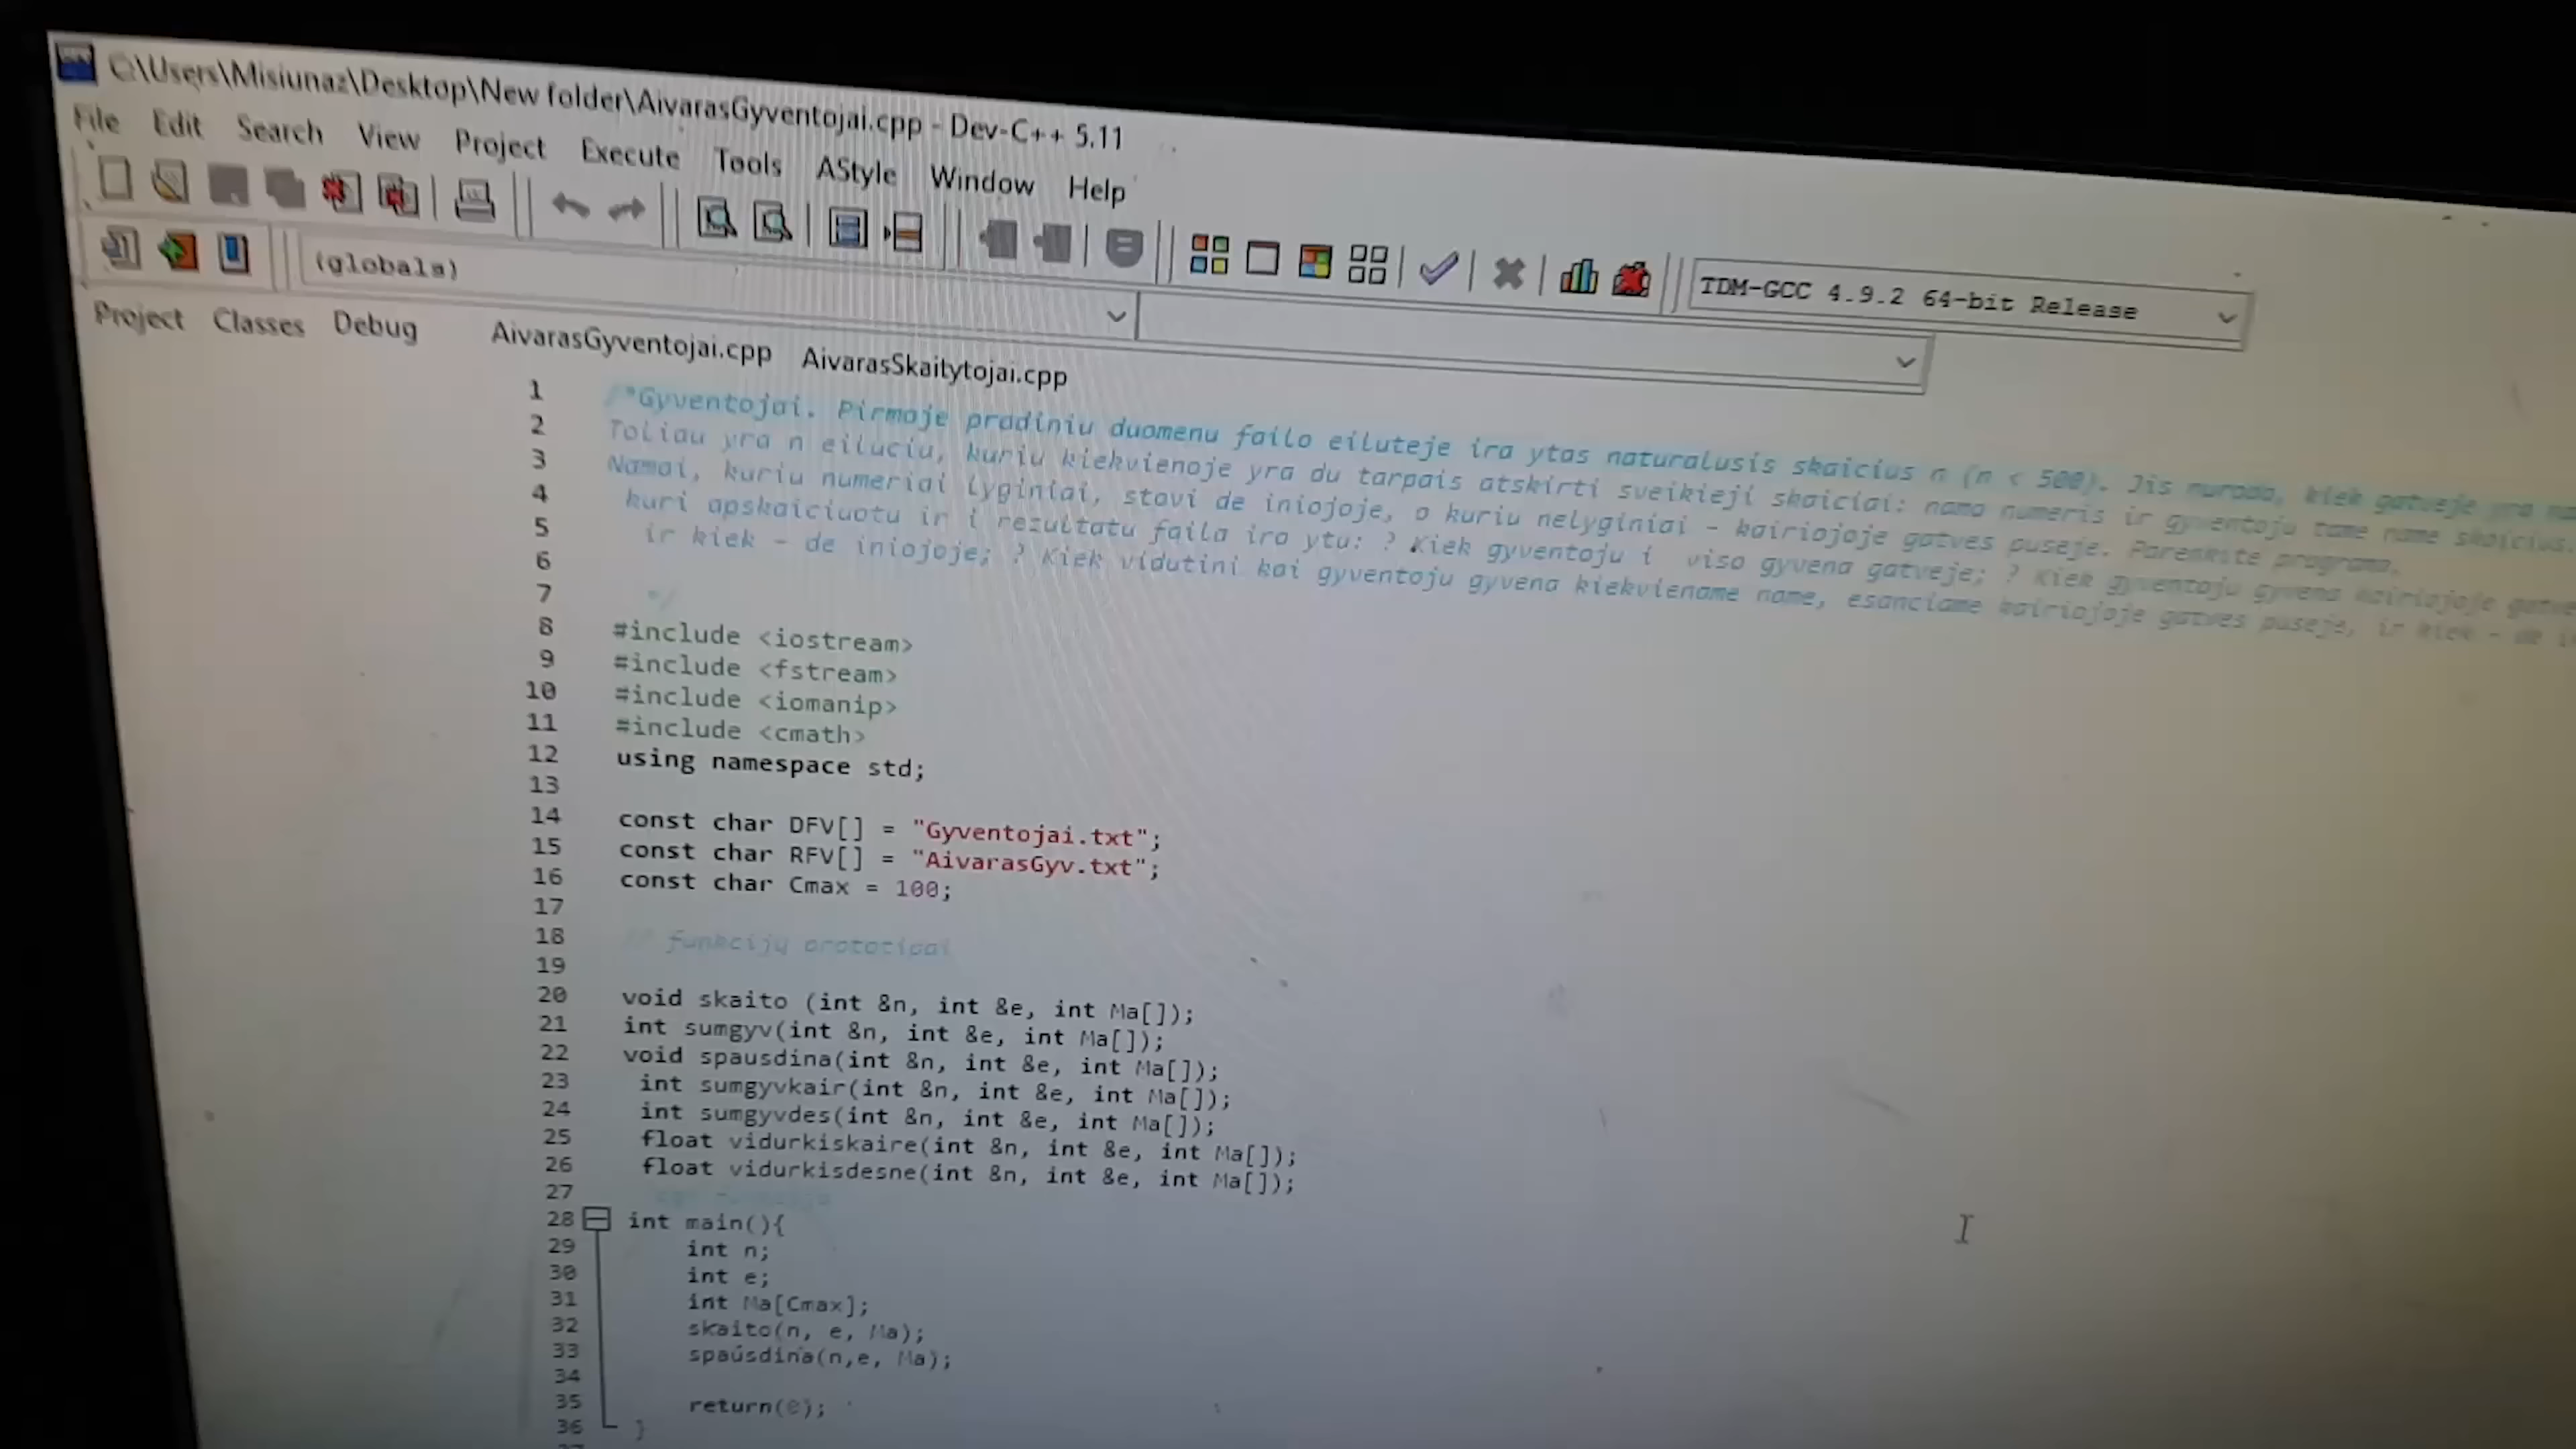 C:\Users\Misiunaz\Desktop\New folder\AivarasGyventojai.cpp - Dev-C++ 5.11
File Edit Search View Project Execute Tools AStyle Window Help
TDM-GCC 4.9.2 64-bit Release
(globals)
Project Classes Debug
AivarasGyventojai.cpp AivarasSkaitytojai.cpp
1 /*Gyventojai. Pirmoje pradiniu duomenu failo eiluteje ira ytas naturalusis skaicius n (n < 500). Jis nurodo, kiek gatveje yra
2 Toliau yra n eiluciu, kuriu kiekvienoje yra du tarpais atskirti sveikieji skaiciai: namo numeris ir gyventoju tame name skaicius.
3 Namai, kuriu numeriai lyginiai, stovi de iniojoje, o kuriu nelyginiai - kairiojoje gatves puseje. Parenkite programa,
4 kuri apskaiciuotu ir i rezultatu faila ira ytu: ? Kiek gyventoju i viso gyvena gatveje; ? Kiek gyventoju gyvena kairiojoje
5 ir kiek - de iniojoje; ? Kiek vidutini kai gyventoju gyvena kiekviename name, esanciame kairiojoje gatves puseje, ir kiek - de
6
7 */
8 #include <iostream>
9 #include <fstream>
10 #include <iomanip>
11 #include <cmath>
12 using namespace std;
13
14 const char DFV[] = "Gyventojai.txt";
15 const char RFV[] = "AivarasGyv.txt";
16 const char Cmax = 100;
17
18 // funkcijų prototipai
19
20 void skaito (int &n, int &e, int Ma[]);
21 int sumgyv(int &n, int &e, int Ma[]);
22 void spausdina(int &n, int &e, int Ma[]);
23 int sumgyvkair(int &n, int &e, int Ma[]);
24 int sumgyvdes(int &n, int &e, int Ma[]);
25 float vidurkiskaire(int &n, int &e, int Ma[]);
26 float vidurkisdesne(int &n, int &e, int Ma[]);
27
28 int main(){
29 int n;
30 int e;
31 int Ma[Cmax];
32 skaito(n, e, Ma);
33 spausdina(n,e, Ma);
34
35 return(0);
36 }